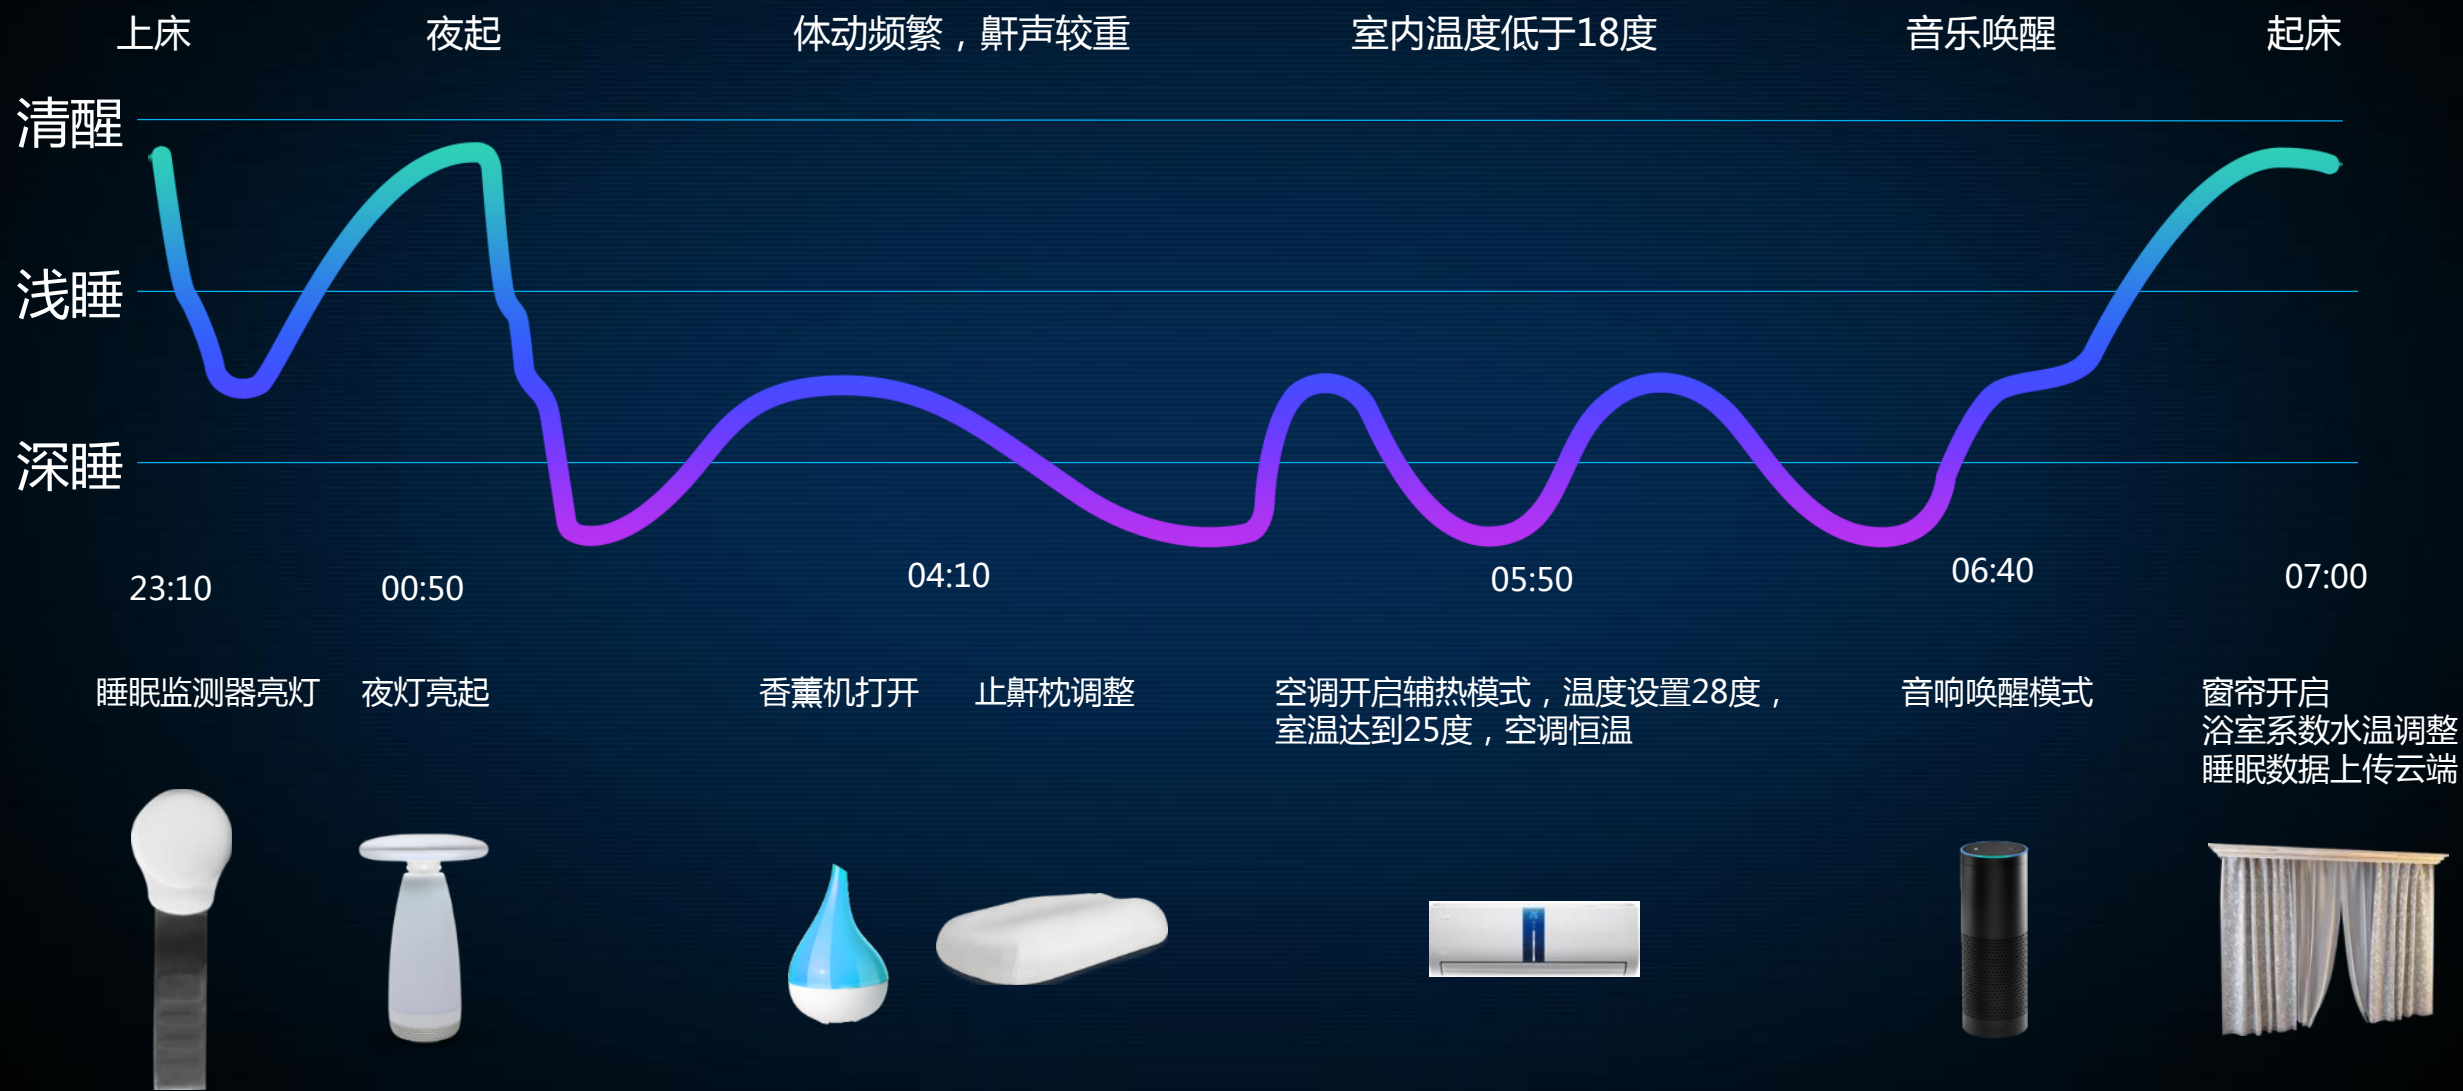 上床
夜起
体动频繁，鼾声较重
室内温度低于18度
音乐唤醒
起床
清醒
浅睡
深睡
23:10
00:50
04:10
05:50
06:40
07:00
睡眠监测器亮灯
夜灯亮起
香薰机打开
止鼾枕调整
空调开启辅热模式，温度设置28度，
室温达到25度，空调恒温
音响唤醒模式
窗帘开启
浴室系数水温调整
睡眠数据上传云端